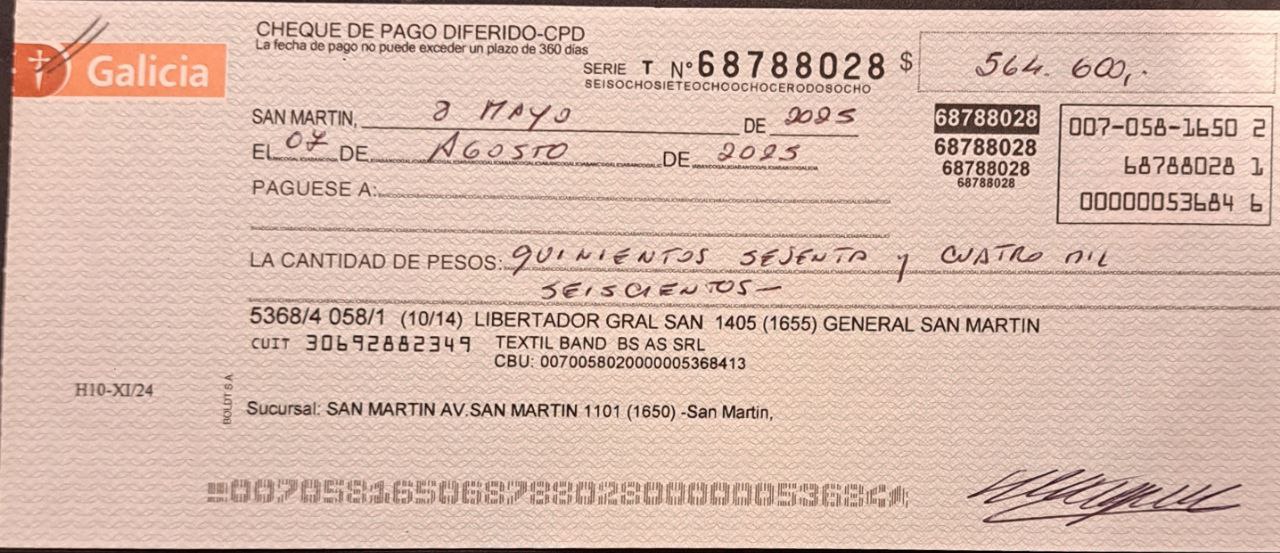 CHEQUE DE PAGO DIFERIDO-CPD
La fecha de pago no puede exceder un plazo de 360 días
Galicia
SERIE T Nº 68788028 $ 564.600,-
SEISOCHOSIETEOCHOOCHOCERODOSOCHO
SAN MARTIN, 8 MAYO DE 2025
EL 07 DE AGOSTO DE 2025
68788028
68788028
68788028
68788028
007-058-1650 2
68788028 1
00000053684 6
PAGUESE A:
LA CANTIDAD DE PESOS: QUINIENTOS SESENTA y CUATRO MIL
SEISCIENTOS-
5368/4 058/1 (10/14) LIBERTADOR GRAL SAN 1405 (1655) GENERAL SAN MARTIN
CUIT 30692882349 TEXTIL BAND BS AS SRL
CBU: 0070058020000005368413
H10-XI/24
BOLDT S A
Sucursal: SAN MARTIN AV.SAN MARTIN 1101 (1650) -San Martin,